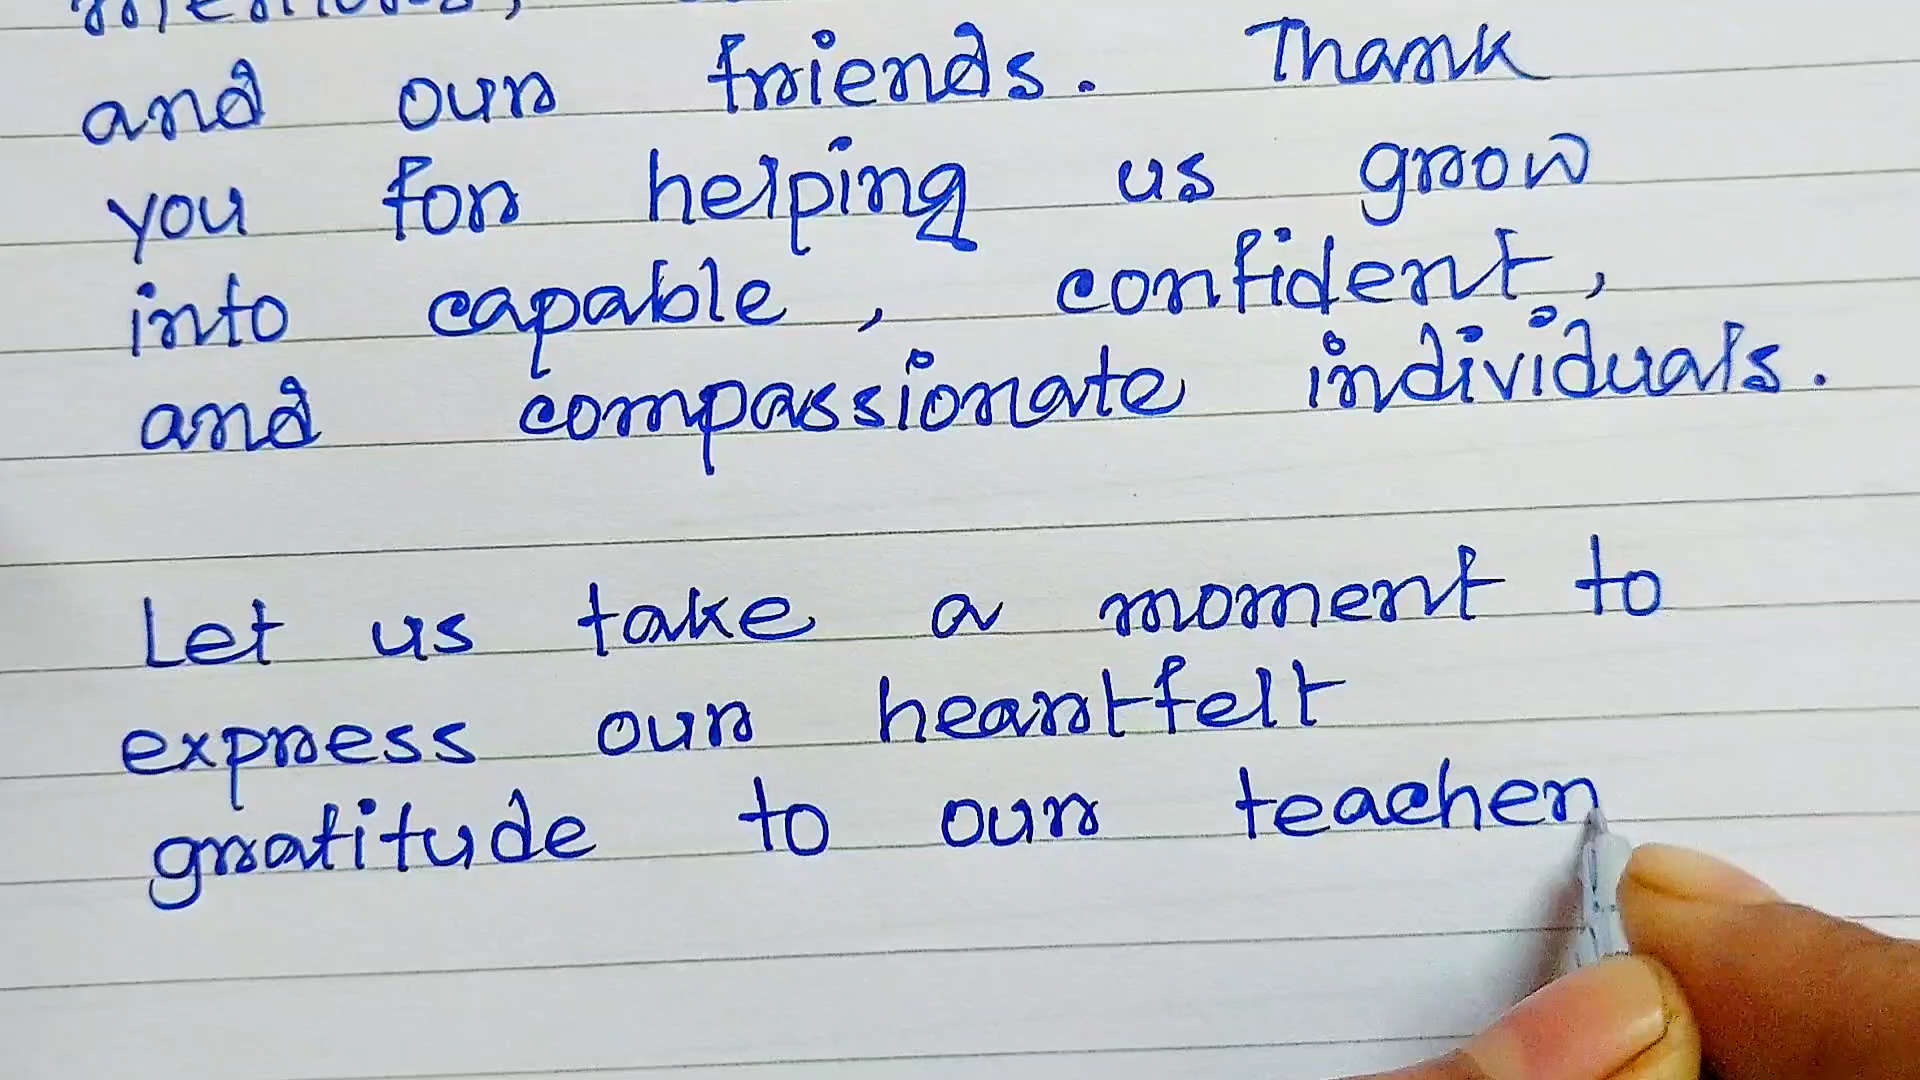 and our friends. Thank
you for helping us grow
into capable, confident,
and compassionate individuals.
Let us take a moment to
express our heartfelt
gratitude to our teacher